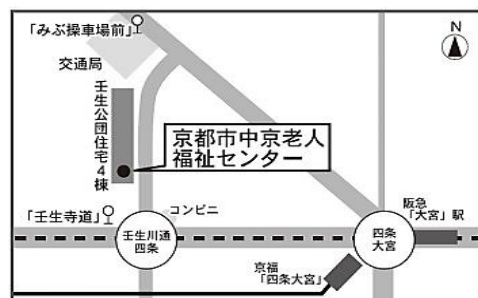 「みぶ操車場前」
N
交通局
壬生公団住宅4棟
京都市中京老人
福祉センター
「壬生寺道」
コンビニ
壬生川通
四条
四条
大宮
阪急
「大宮」駅
京福
「四条大宮」